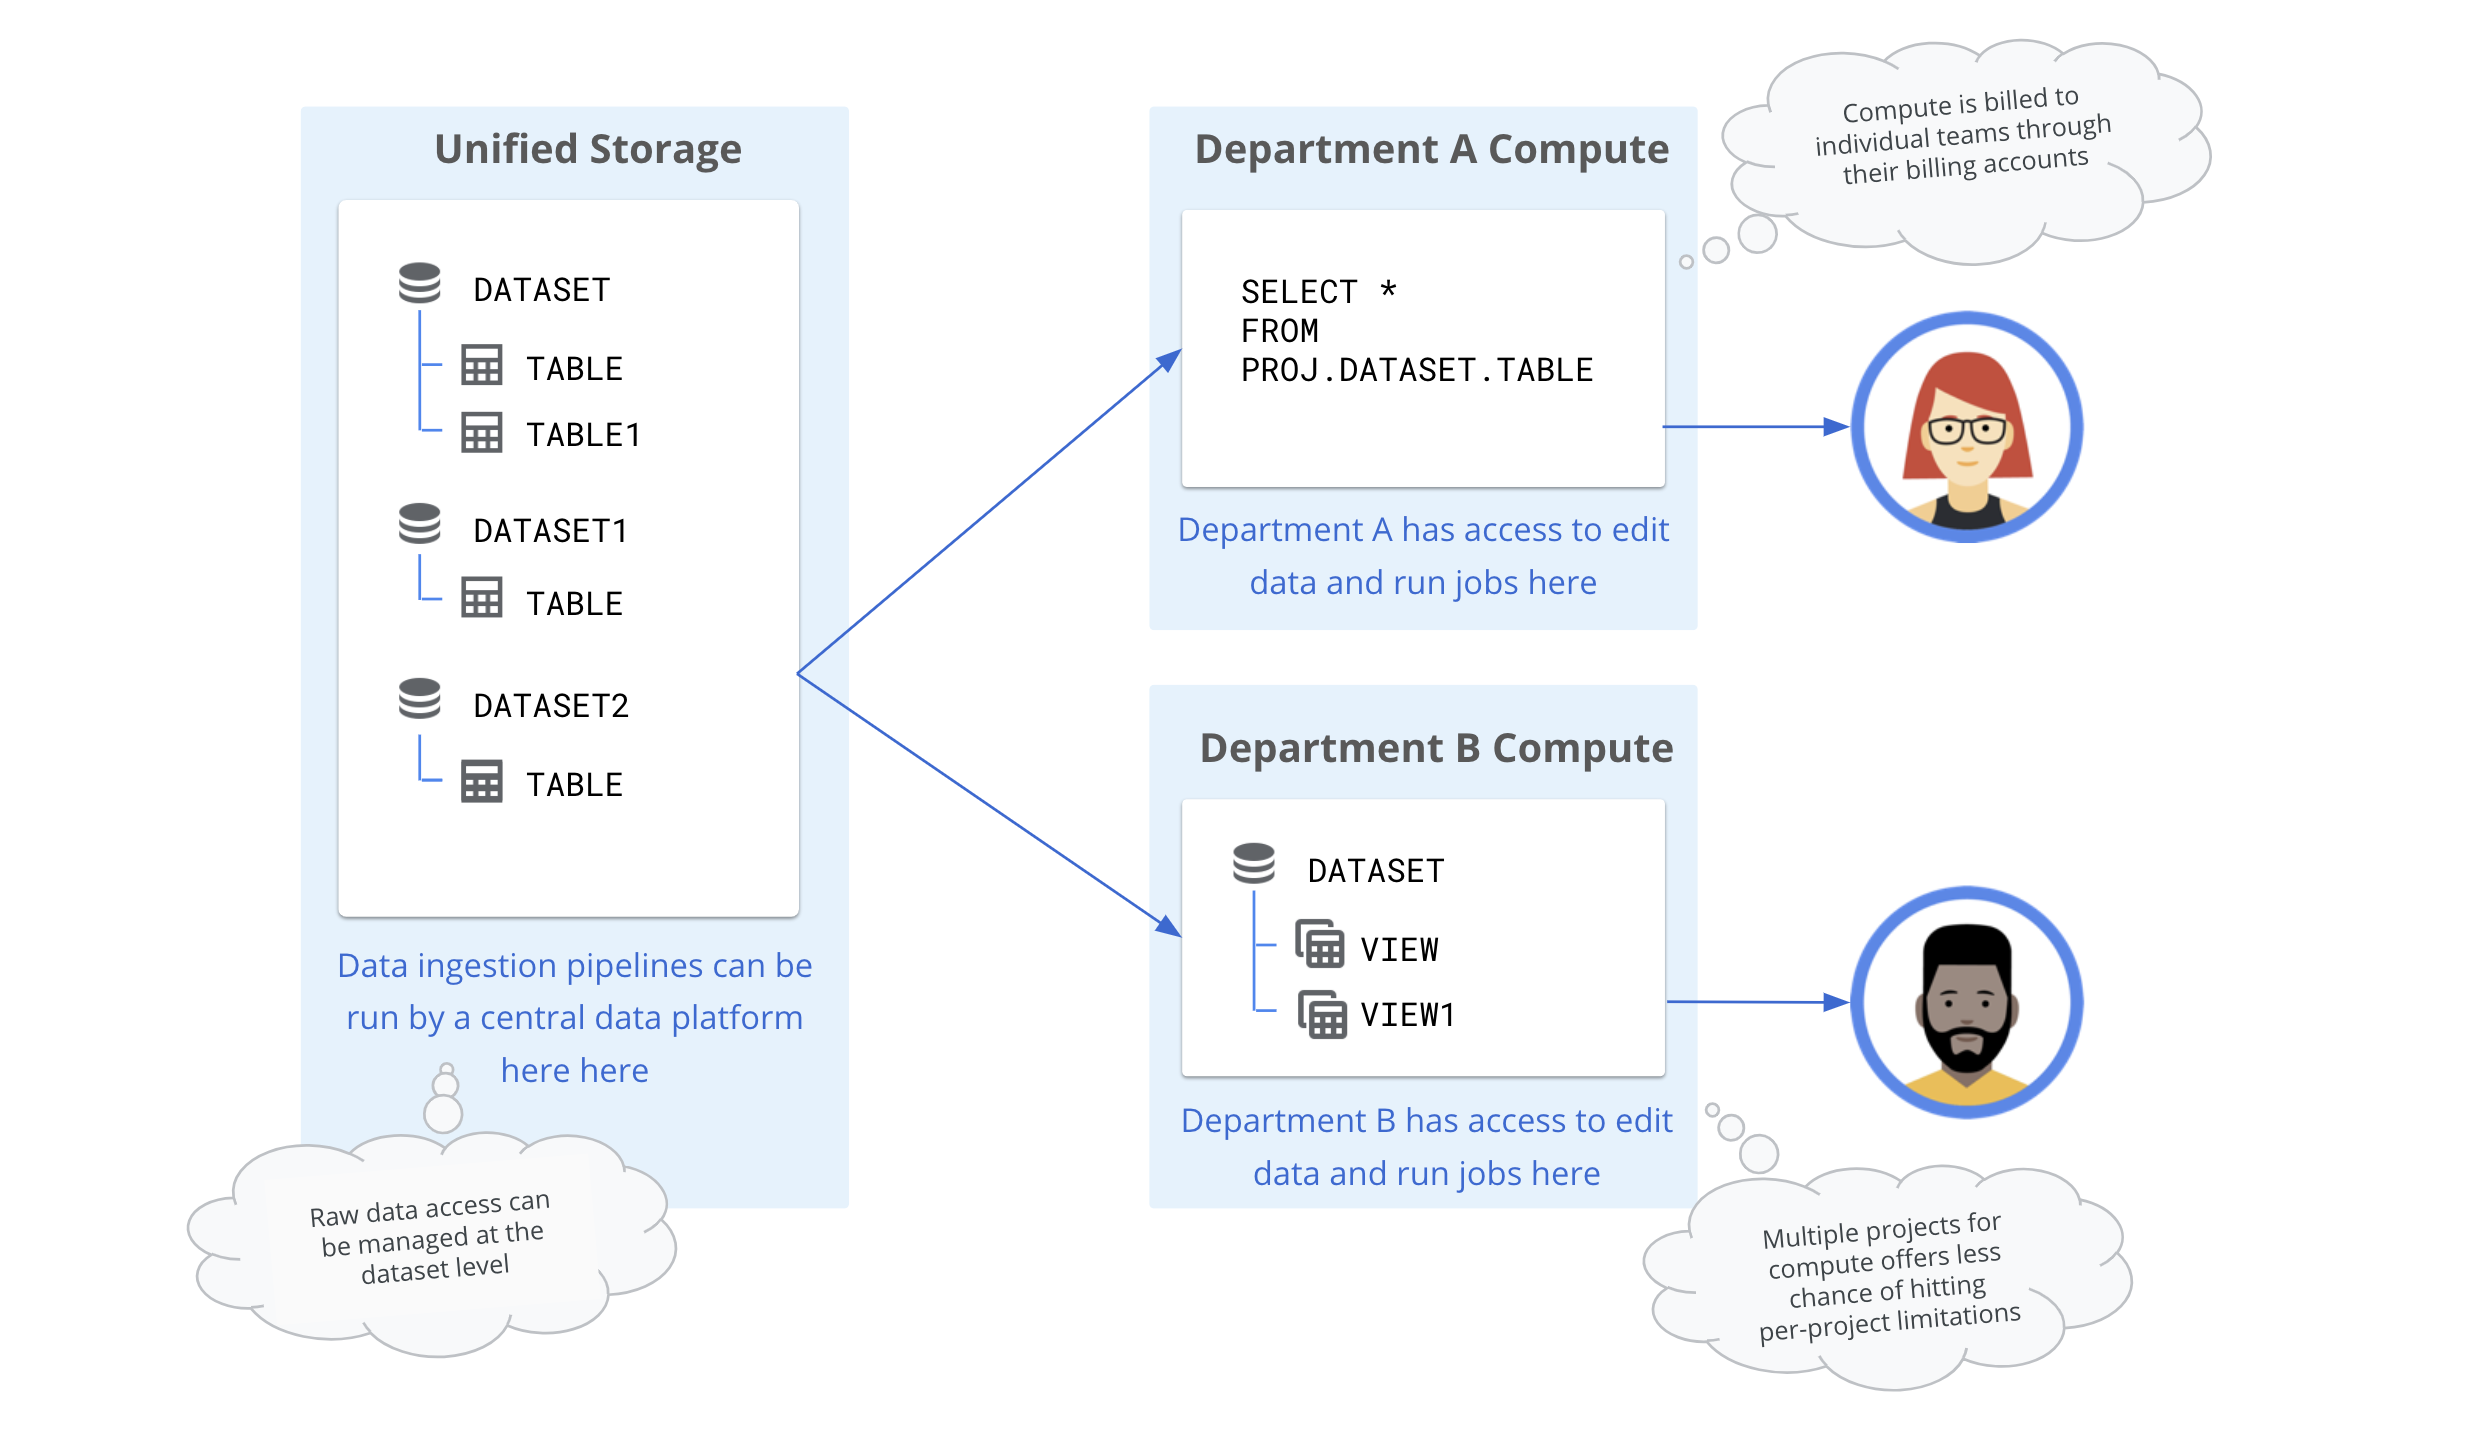 Unified Storage
DATASET
TABLE
TABLE1
DATASET1
TABLE
DATASET2
TABLE
Data ingestion pipelines can be
run by a central data platform
here here
Raw data access can
be managed at the
dataset level
Department A Compute
SELECT *
FROM
PROJ.DATASET.TABLE
Department A has access to edit
data and run jobs here
Compute is billed to
individual teams through
their billing accounts
Department B Compute
DATASET
VIEW
VIEW1
Department B has access to edit
data and run jobs here
Multiple projects for
compute offers less
chance of hitting
per-project limitations